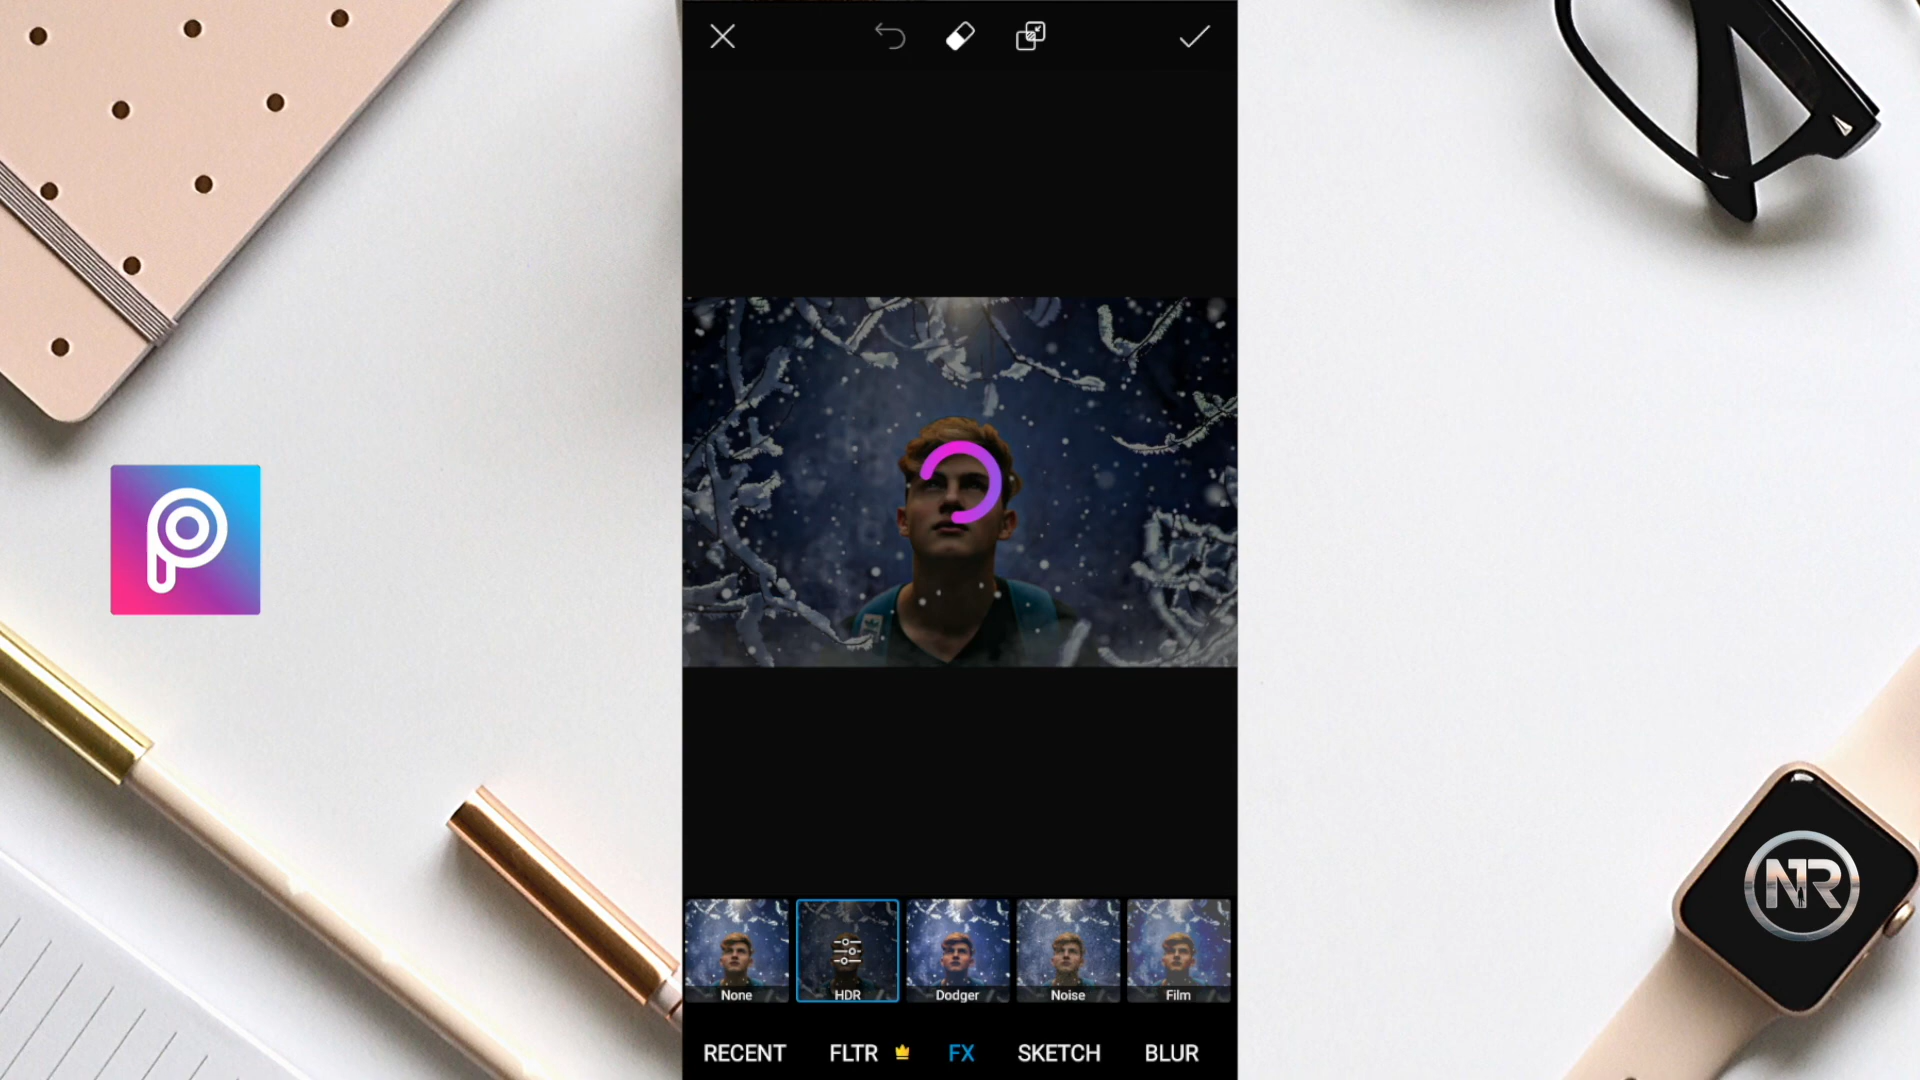 None
HDR
Dodger
Noise
Film
RECENT FLTR FX SKETCH BLUR
NR